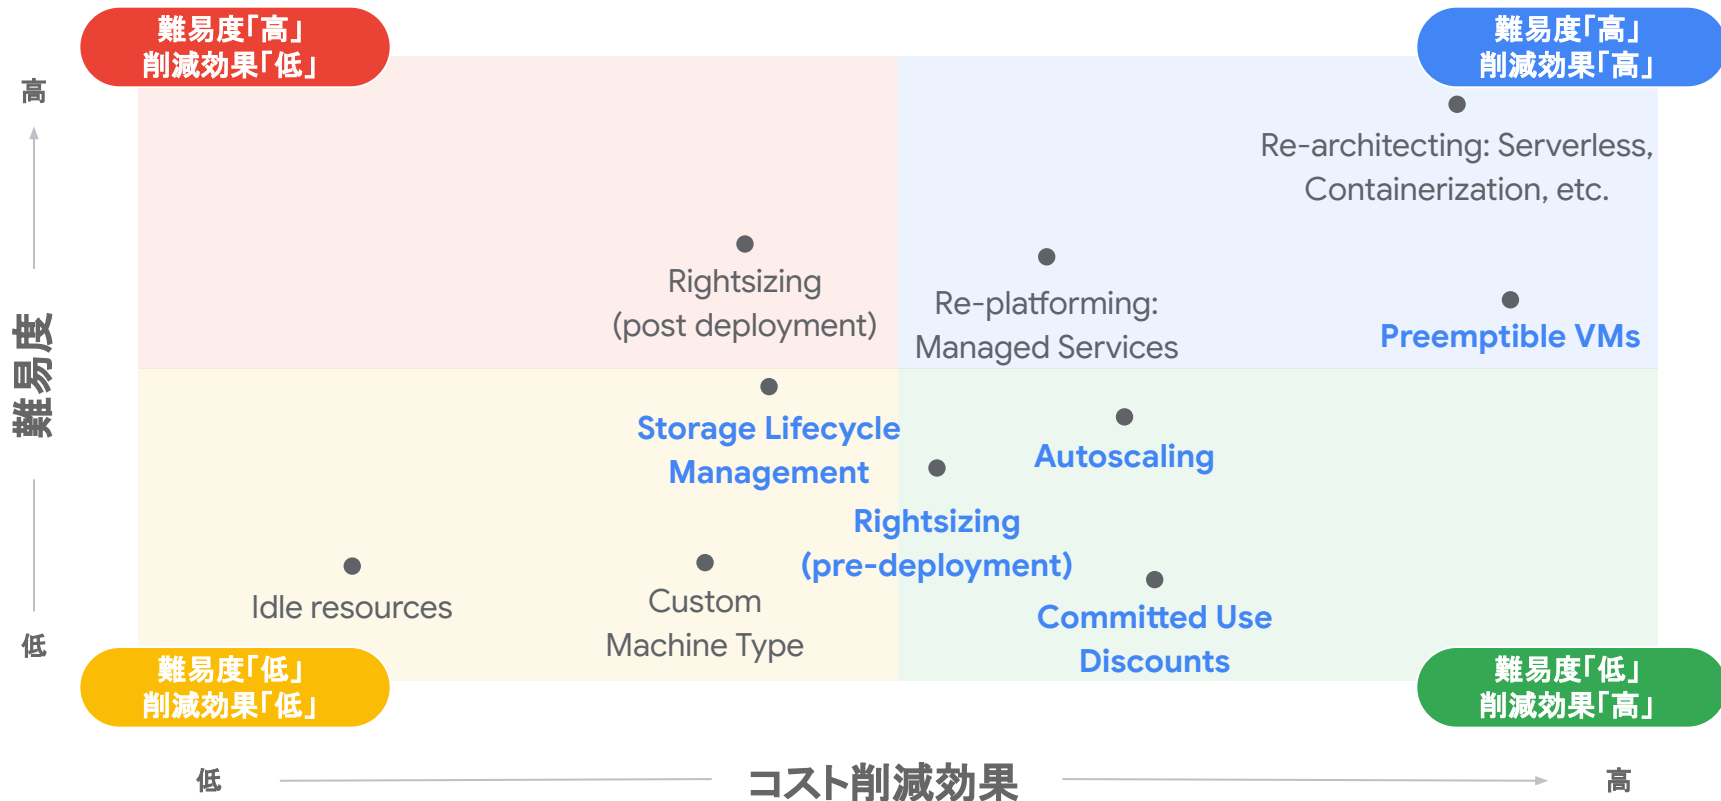 難易度「高」
削減効果「低」
難易度「高」
削減効果「高」
高
難易度
低
Re-architecting: Serverless,
Containerization, etc.
Rightsizing
(post deployment)
Re-platforming:
Managed Services
Preemptible VMs
Storage Lifecycle
Management
Autoscaling
Rightsizing
(pre-deployment)
Idle resources
Custom
Machine Type
Committed Use
Discounts
難易度「低」
削減効果「低」
難易度「低」
削減効果「高」
低
コスト削減効果
高